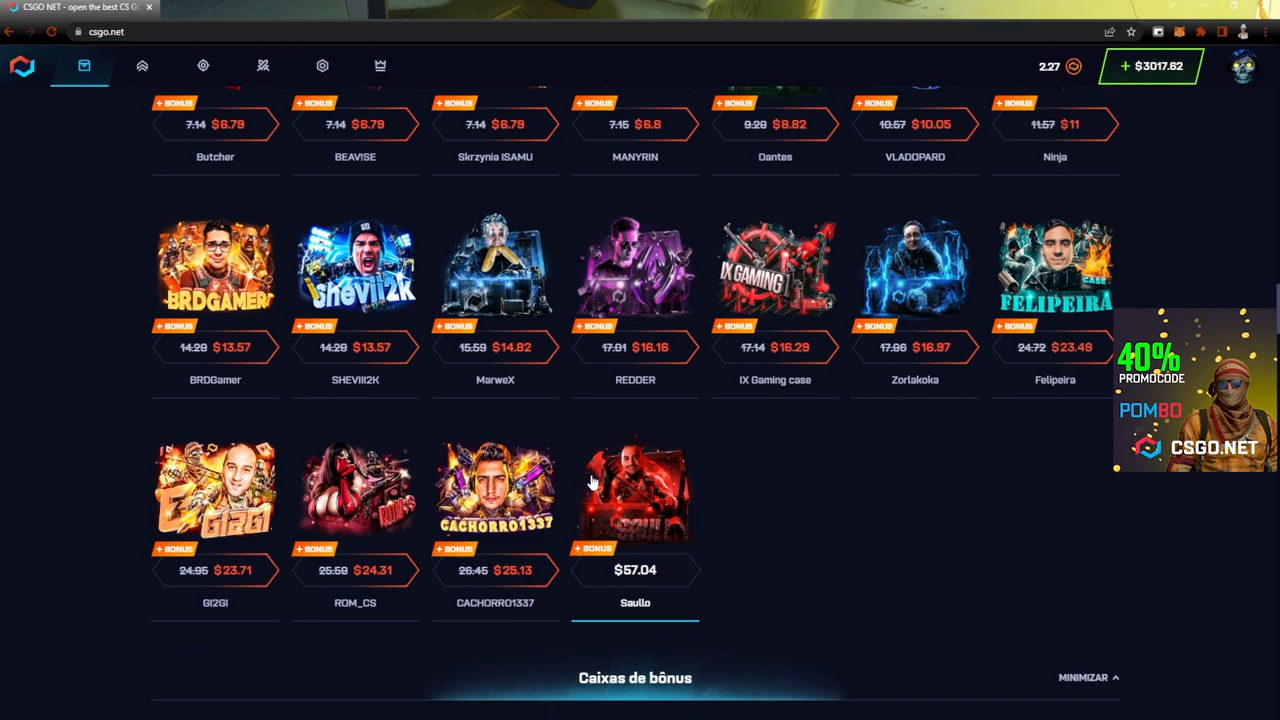 CSGO NET - open the best CS G
csgo.net
2.27
+ $3017.62
+ BONUS
+ BONUS
+ BONUS
+ BONUS
+ BONUS
+ BONUS
+ BONUS
7.14 $6.79
7.14 $6.79
7.14 $6.79
7.15 $6.8
9.28 $8.82
10.57 $10.05
11.57 $11
Butcher
BEAV!SE
Skrzynia ISAMU
MANYRIN
Dantes
VLADOPARD
Ninja
BRDGAMER
SHEVII2K
IX GAMING
CASE
FELIPEIRA
+ BONUS
+ BONUS
+ BONUS
+ BONUS
+ BONUS
+ BONUS
+ BONUS
14.28 $13.57
14.28 $13.57
15.59 $14.82
17.01 $16.16
17.14 $16.29
17.86 $16.97
24.72 $23.49
BRDGamer
SHEVIII2K
MarweX
REDDER
IX Gaming case
Zorlakoka
Felipeira
40%
PROMOCODE
POMBO
CSGO.NET
GI2GI
CACHORRO1337
+ BONUS
+ BONUS
+ BONUS
+ BONUS
24.95 $23.71
25.58 $24.31
26.45 $25.13
$57.04
GI2GI
ROM_CS
CACHORRO1337
Saullo
Caixas de bônus
MINIMIZAR